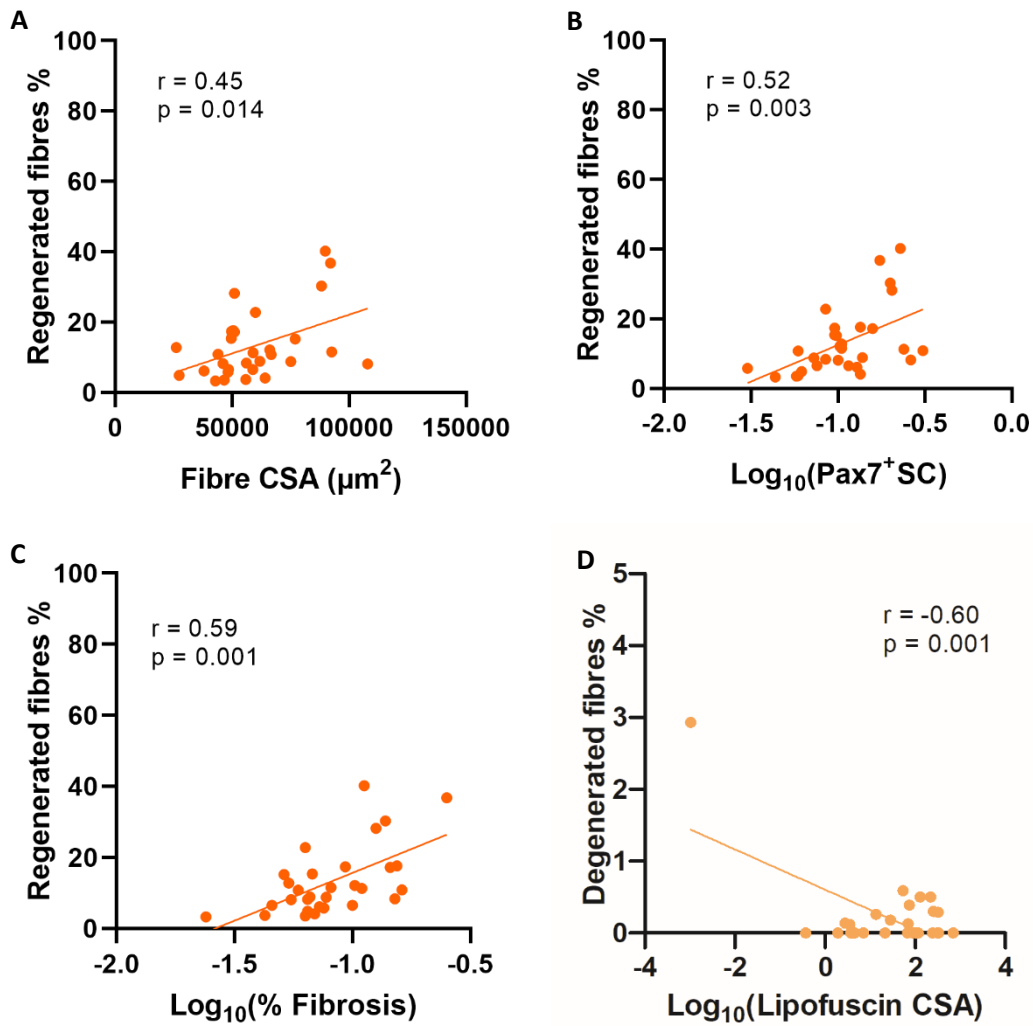 A
Regenerated fibres %
100
80
60
40
20
0
r = 0.45
p = 0.014
0 50000 100000 150000
Fibre CSA (µm²)
B
Regenerated fibres %
100
80
60
40
20
0
r = 0.52
p = 0.003
-2.0 -1.5 -1.0 -0.5 0.0
Log₁₀(Pax7⁺SC)
C
Regenerated fibres %
100
80
60
40
20
0
r = 0.59
p = 0.001
-2.0 -1.5 -1.0 -0.5
Log₁₀(% Fibrosis)
D
Degenerated fibres %
5
4
3
2
1
0
r = -0.60
p = 0.001
-4 -2 0 2 4
Log₁₀(Lipofuscin CSA)